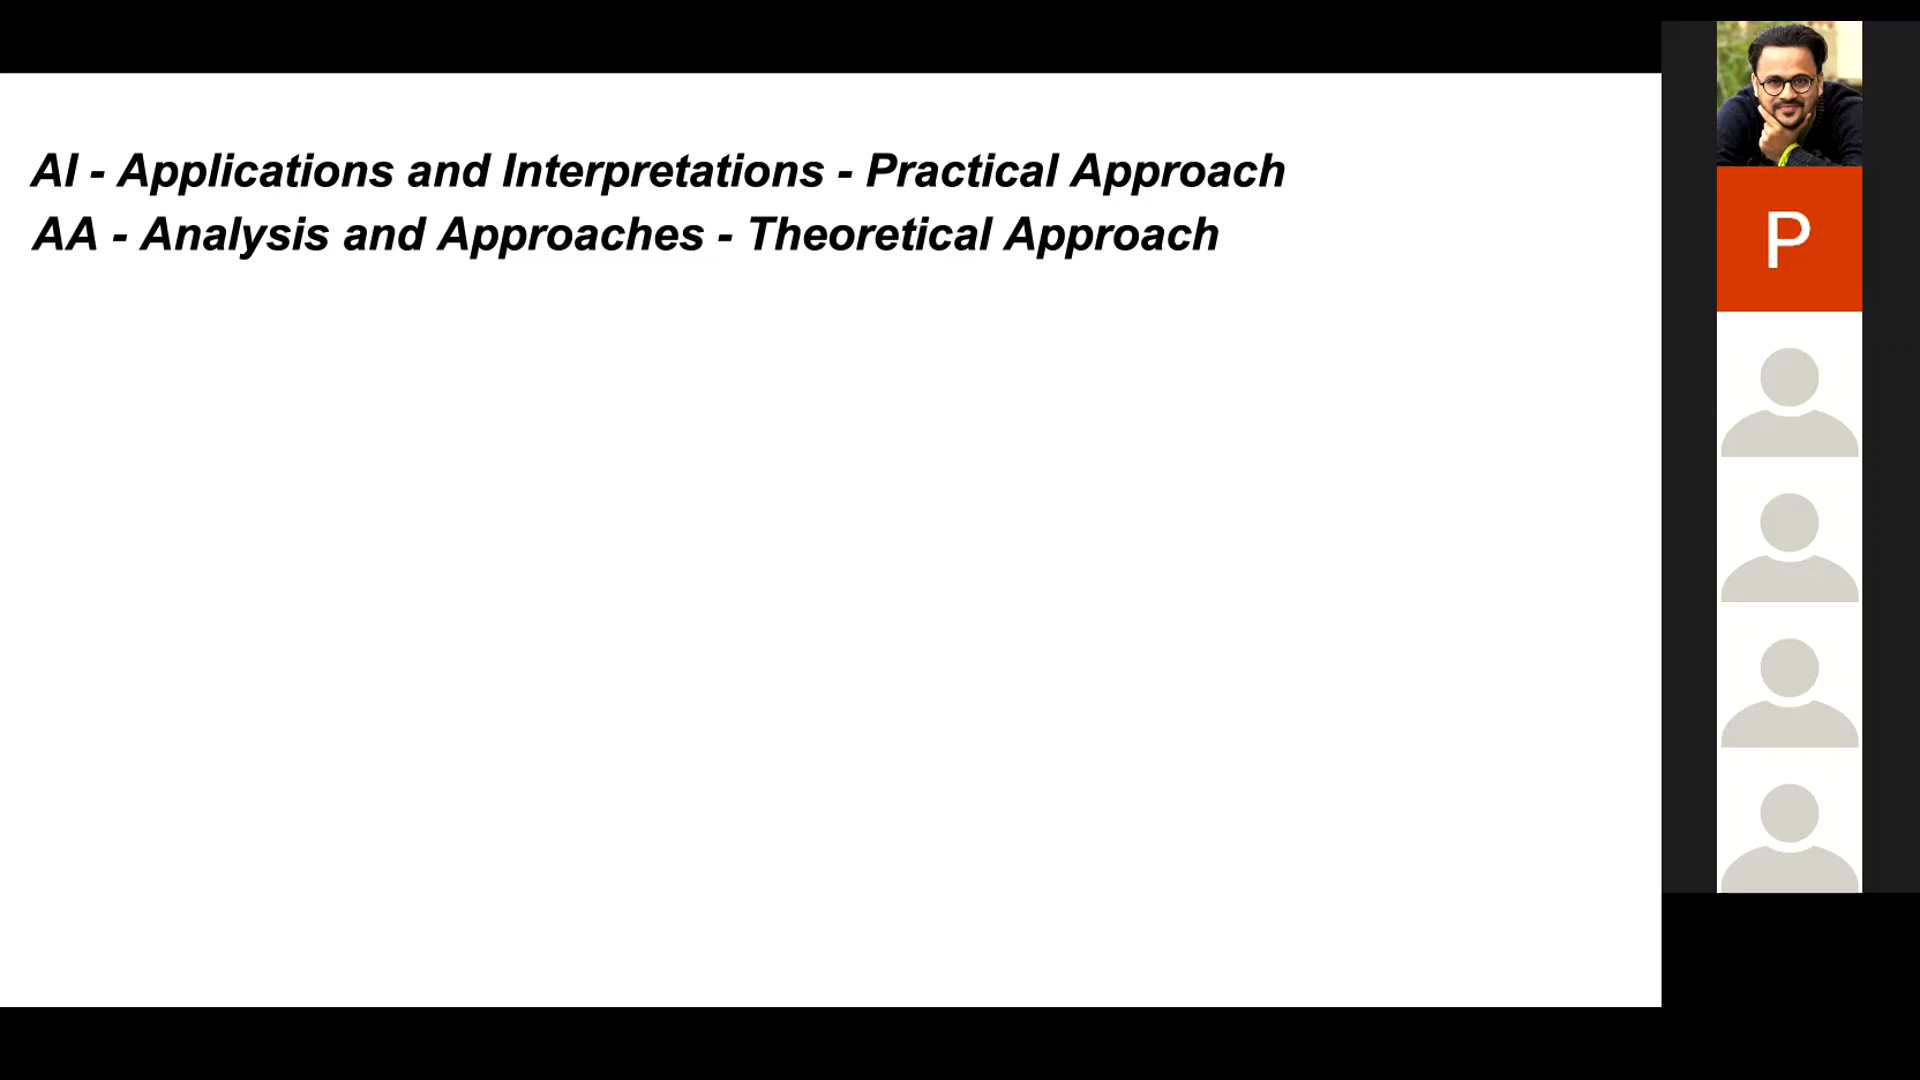 AI - Applications and Interpretations - Practical Approach
AA - Analysis and Approaches - Theoretical Approach
P